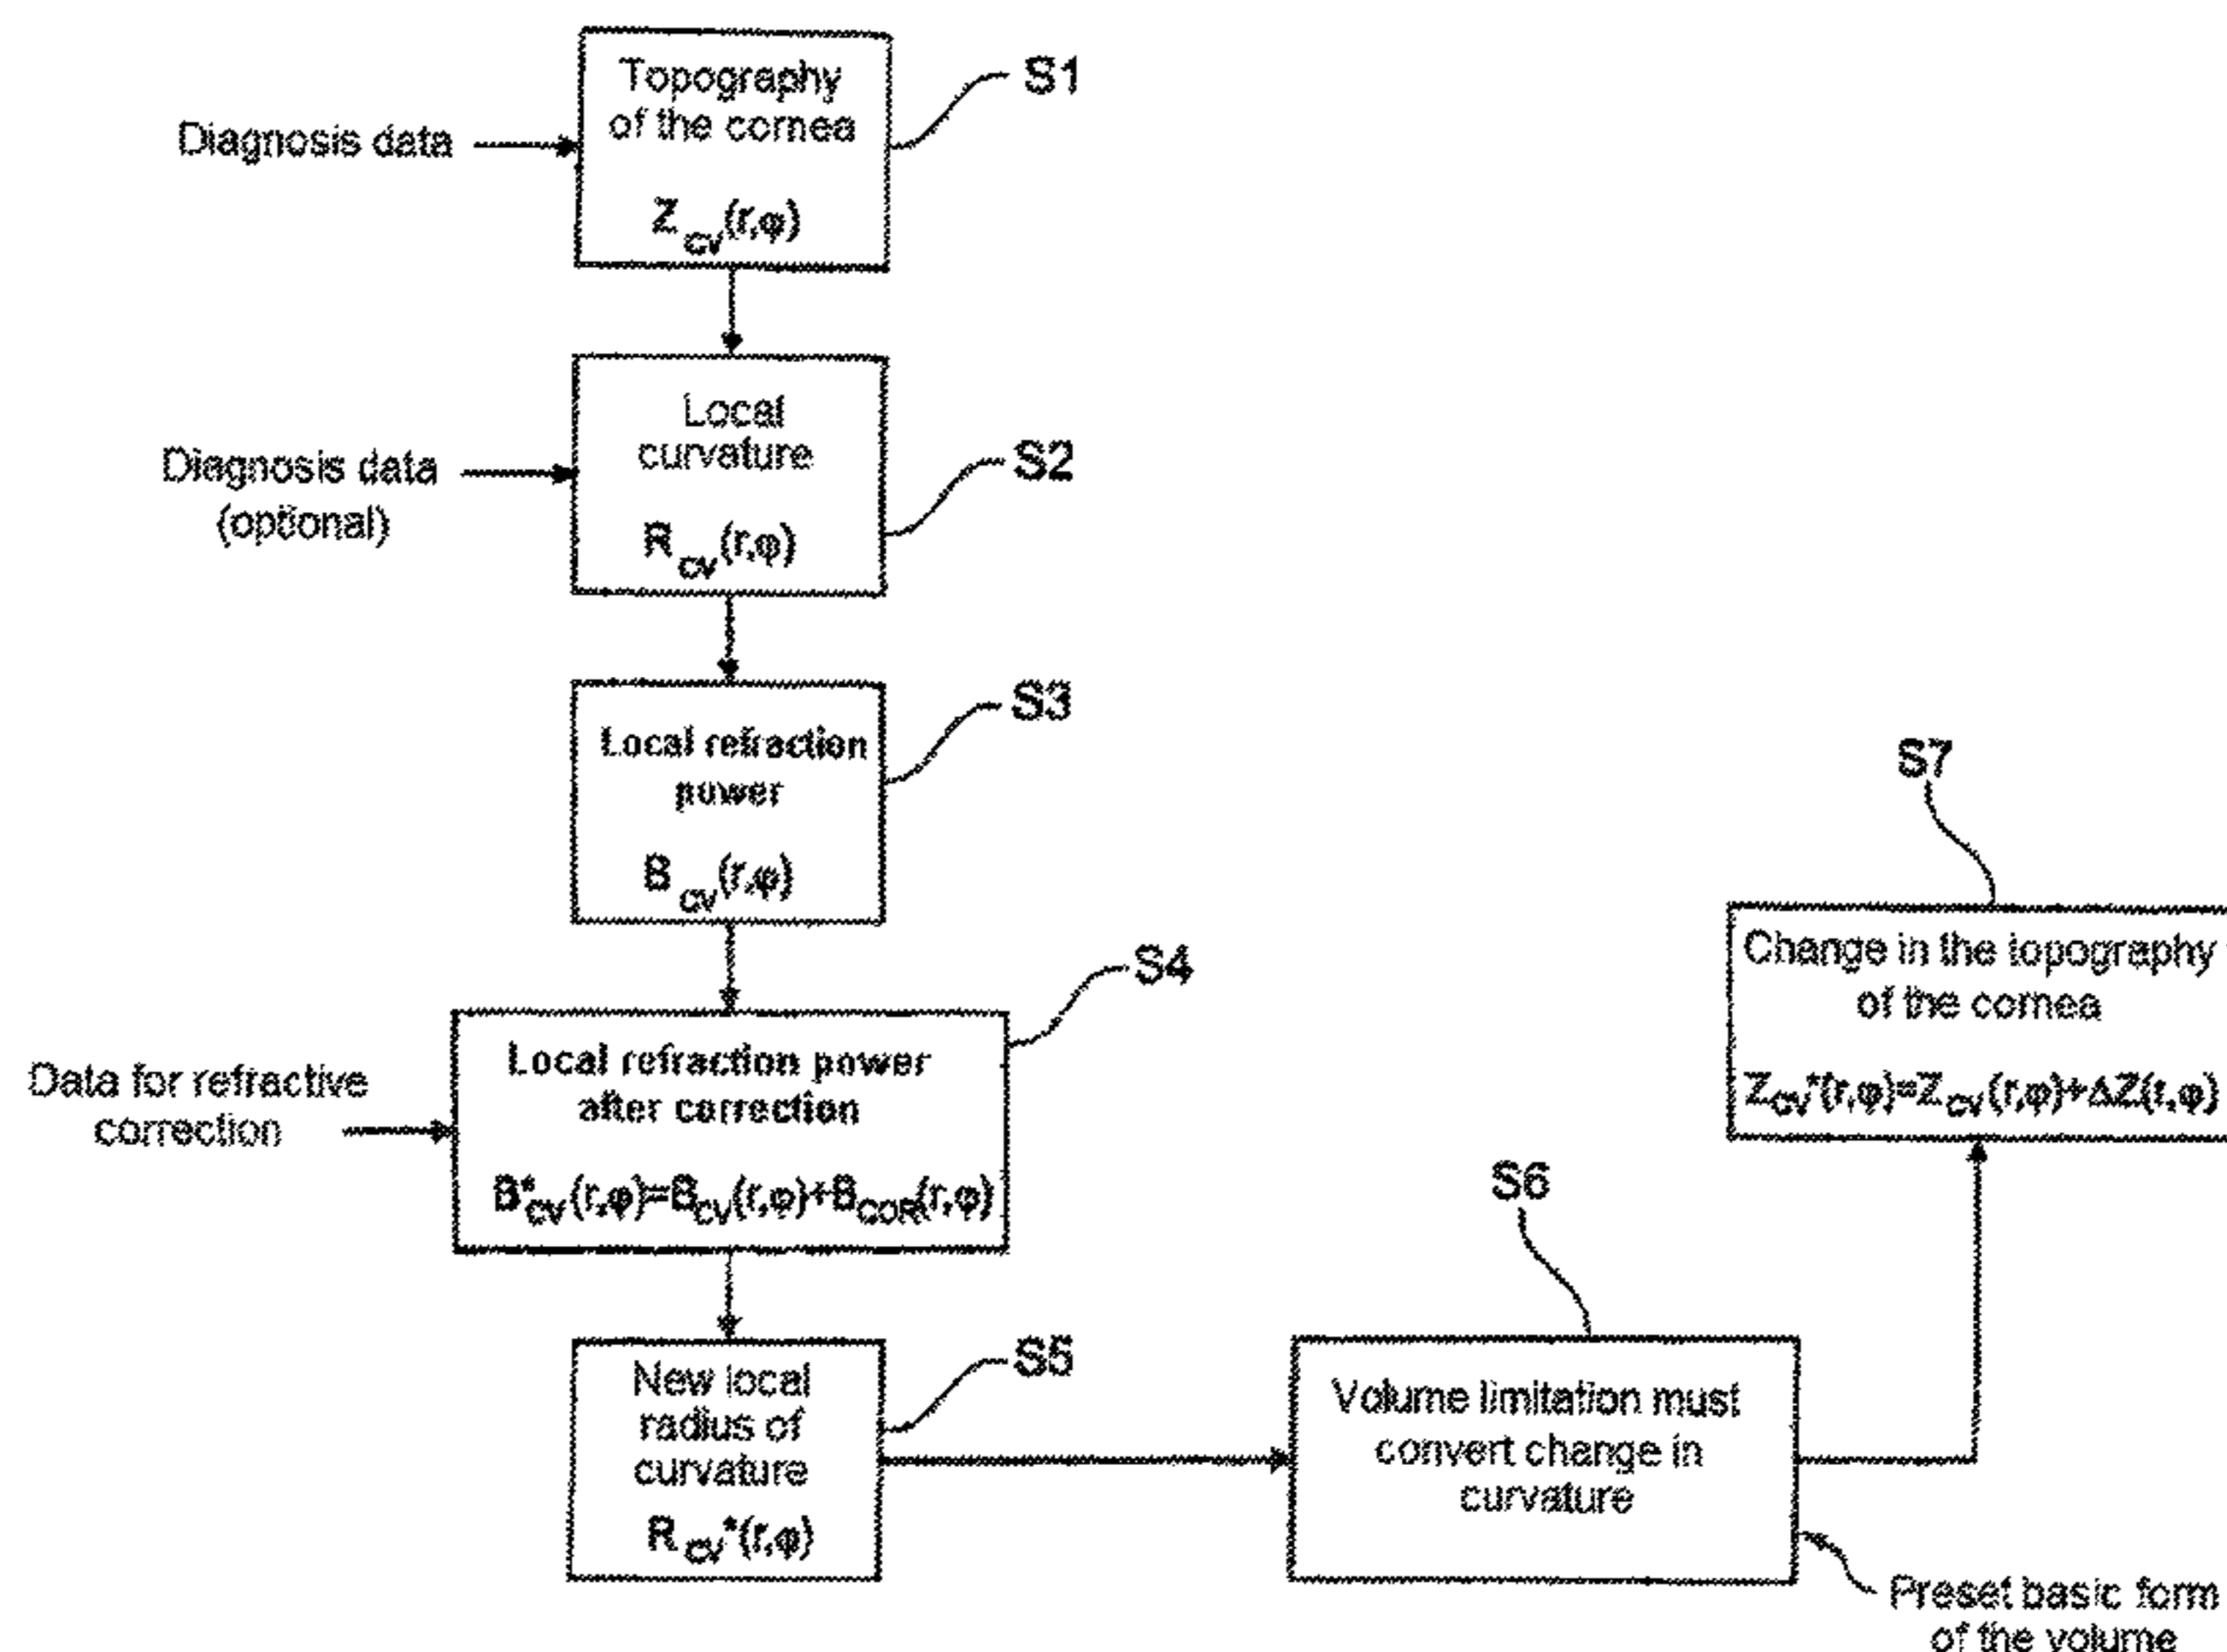 Topography
of the cornea
Z_CV(r,φ)
S1
Diagnosis data
Local
curvature
R_CV(r,φ)
S2
Diagnosis data
(optional)
Local refraction
power
B_CV(r,φ)
S3
Local refraction power
after correction
B*_CV(r,φ)=B_CV(r,φ)+B_COR(r,φ)
S4
Data for refractive
correction
New local
radius of
curvature
R_CV*(r,φ)
S5
S6
Volume limitation must
convert change in
curvature
Preset basic form
of the volume
S7
Change in the topography
of the cornea
Z_CV*(r,φ)=Z_CV(r,φ)+ΔZ(r,φ)